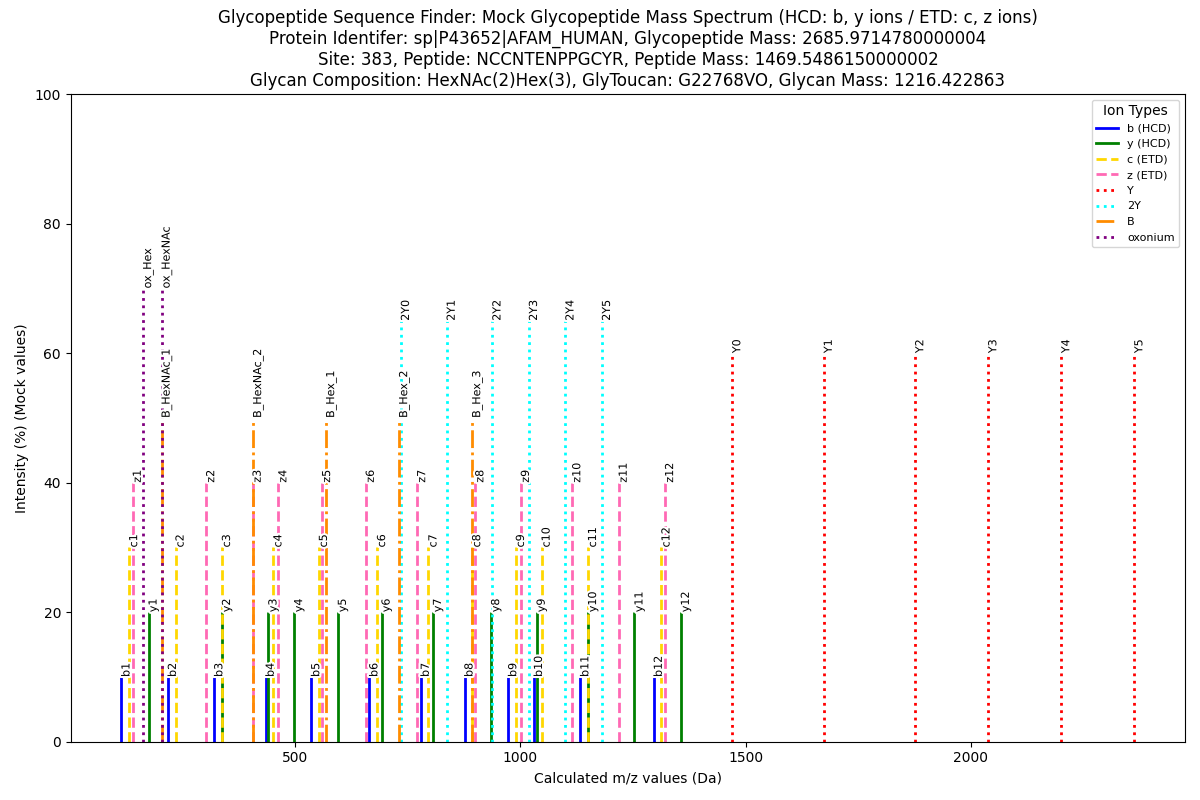 Glycopeptide Sequence Finder: Mock Glycopeptide Mass Spectrum (HCD: b, y ions / ETD: c, z ions)
Protein Identifer: sp|P43652|AFAM_HUMAN, Glycopeptide Mass: 2685.9714780000004
Site: 383, Peptide: NCCNTENPPGCYR, Peptide Mass: 1469.5486150000002
Glycan Composition: HexNAc(2)Hex(3), GlyToucan: G22768VO, Glycan Mass: 1216.422863
Intensity (%) (Mock values)
100
80
60
40
20
0
Ion Types
b (HCD)
y (HCD)
c (ETD)
z (ETD)
Y
2Y
B
oxonium
ox_Hex
ox_HexNAc
2Y0
2Y1
2Y2
2Y3
2Y4
2Y5
Y0
Y1
Y2
Y3
Y4
Y5
B_HexNAc_1
B_HexNAc_2
B_Hex_1
B_Hex_2
B_Hex_3
z1
z2
z3
z4
z5
z6
z7
z8
z9
z10
z11
z12
c1
c2
c3
c4
c5
c6
c7
c8
c9
c10
c11
c12
y1
y2
y3
y4
y5
y6
y7
y8
y9
y10
y11
y12
b1
b2
b3
b4
b5
b6
b7
b8
b9
b10
b11
b12
500
1000
1500
2000
Calculated m/z values (Da)